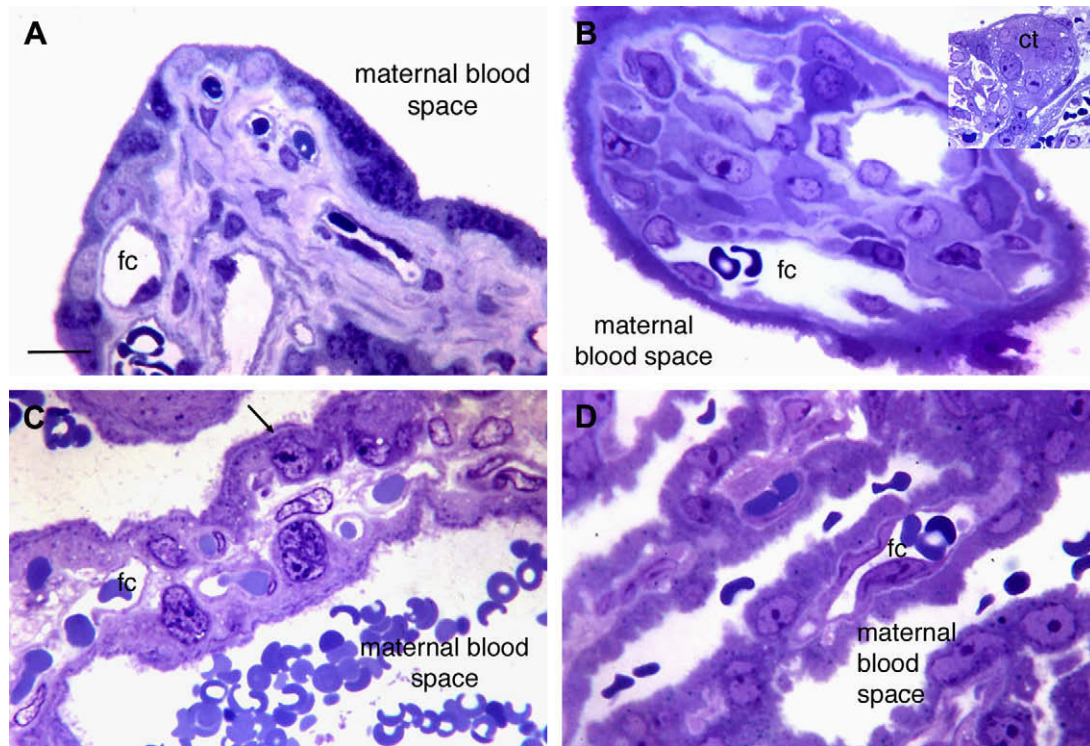 A
maternal blood
space
fc
B
ct
fc
maternal
blood space
C
fc
maternal blood
space
D
fc
maternal
blood
space